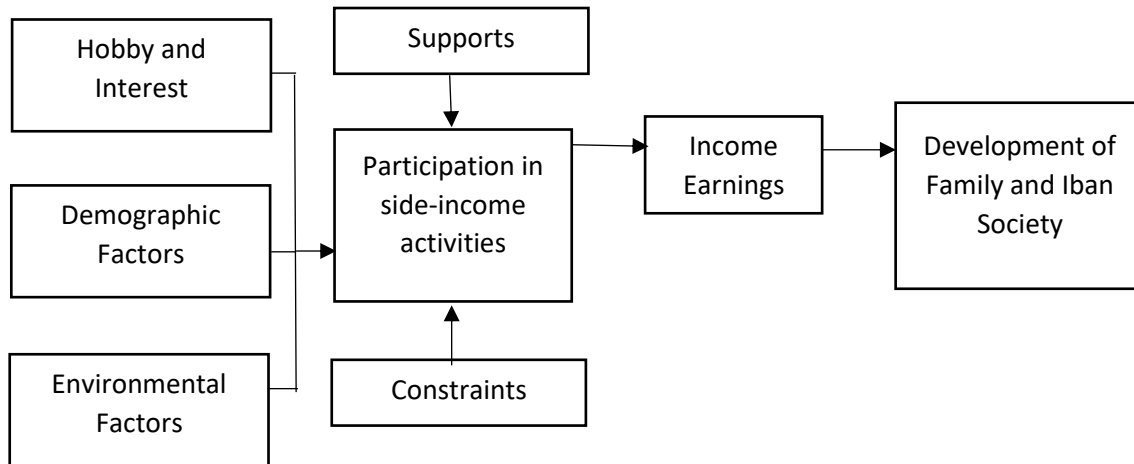 Hobby and
Interest
Supports
Demographic
Factors
Participation in
side-income
activities
Income
Earnings
Development of
Family and Iban
Society
Environmental
Factors
Constraints